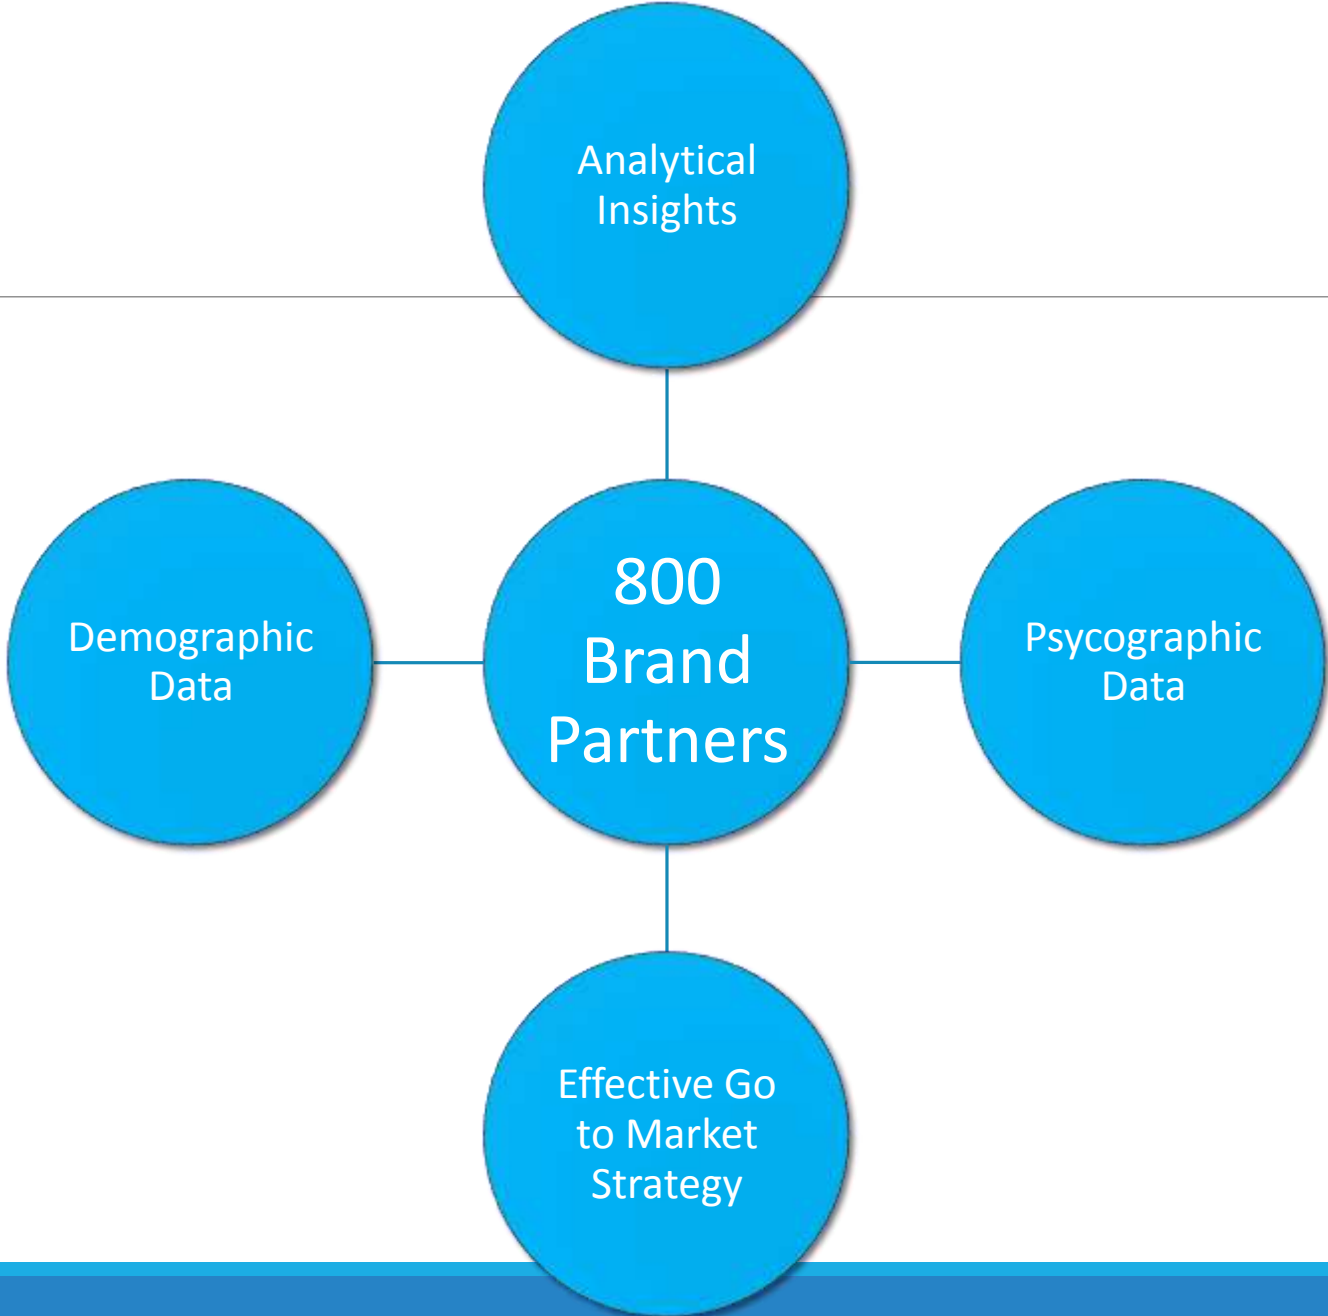 Analytical
Insights
Demographic
Data
800
Brand
Partners
Psycographic
Data
Effective Go
to Market
Strategy